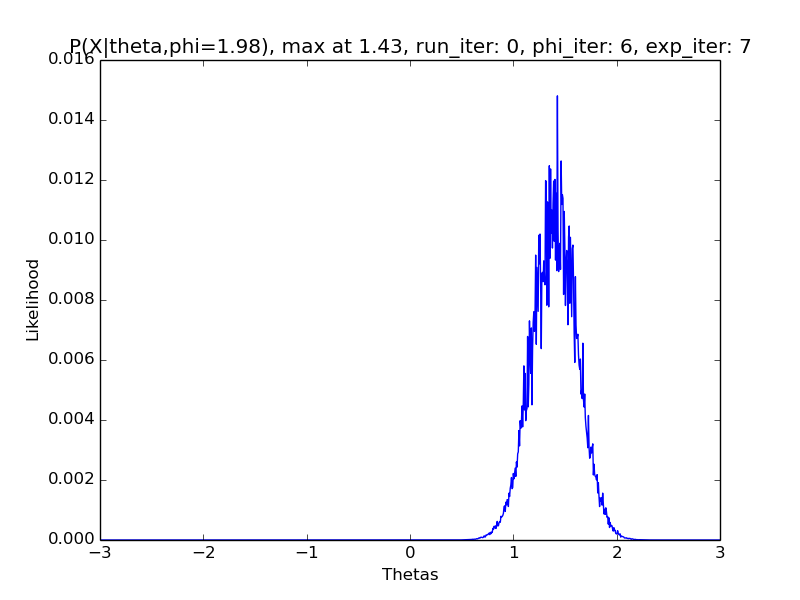 P(X|theta,phi=1.98), max at 1.43, run_iter: 0, phi_iter: 6, exp_iter: 7
0.016
0.014
0.012
0.010
0.008
0.006
0.004
0.002
0.000
Likelihood
−3 −2 −1 0 1 2 3
Thetas